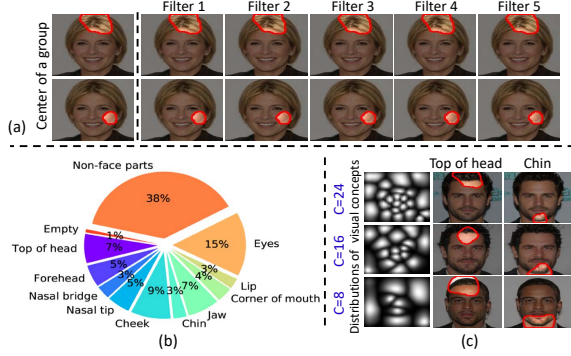 Filter 1 Filter 2 Filter 3 Filter 4 Filter 5
Center of a group
(a)
Non-face parts
38%
Empty
1%
Top of head
7%
Eyes
15%
Forehead
5%
Nasal bridge
3%
Nasal tip
5%
Cheek
9%
Chin
3%
Jaw
7%
Corner of mouth
4%
Lip
3%
(b)
Top of head Chin
C=24
C=16
C=8
Distributions of visual concepts
(c)